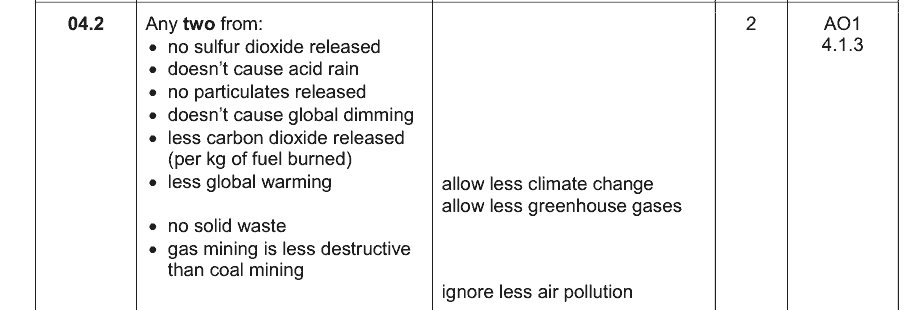 04.2
Any two from:
• no sulfur dioxide released
• doesn't cause acid rain
• no particulates released
• doesn't cause global dimming
• less carbon dioxide released
(per kg of fuel burned)
• less global warming
• no solid waste
• gas mining is less destructive
than coal mining
allow less climate change
allow less greenhouse gases
ignore less air pollution
2
AO1
4.1.3